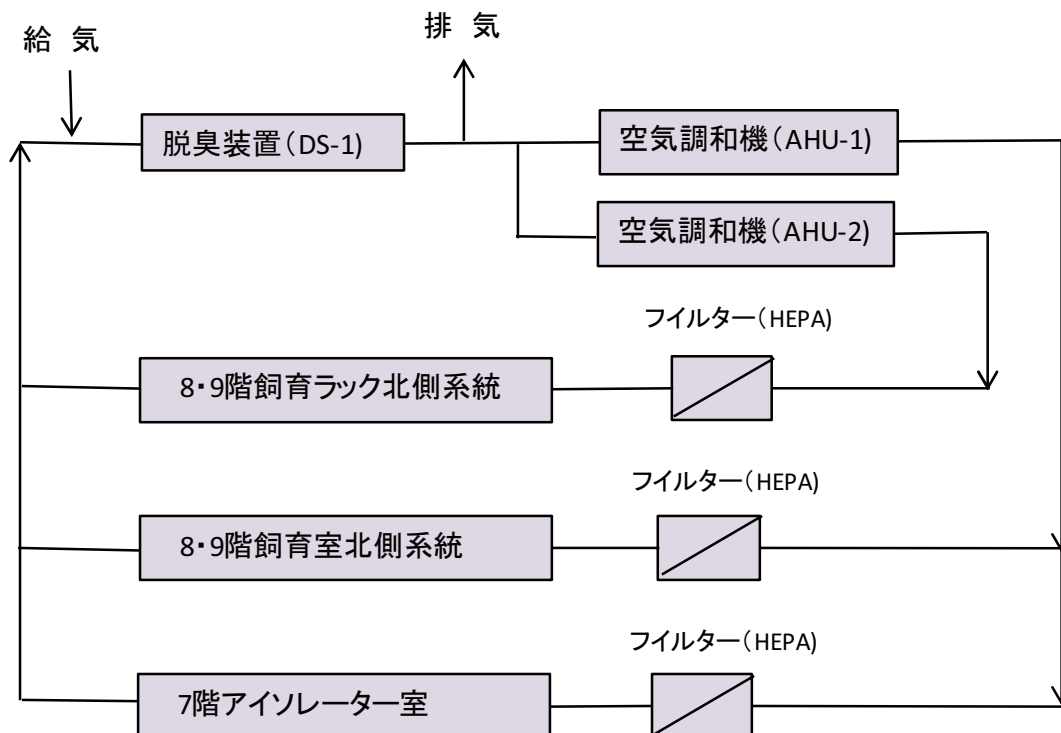 給 気
排 気
脱臭装置(DS-1)
空気調和機(AHU-1)
空気調和機(AHU-2)
フイルター(HEPA)
8・9階飼育ラック北側系統
フイルター(HEPA)
8・9階飼育室北側系統
フイルター(HEPA)
7階アイソレーター室